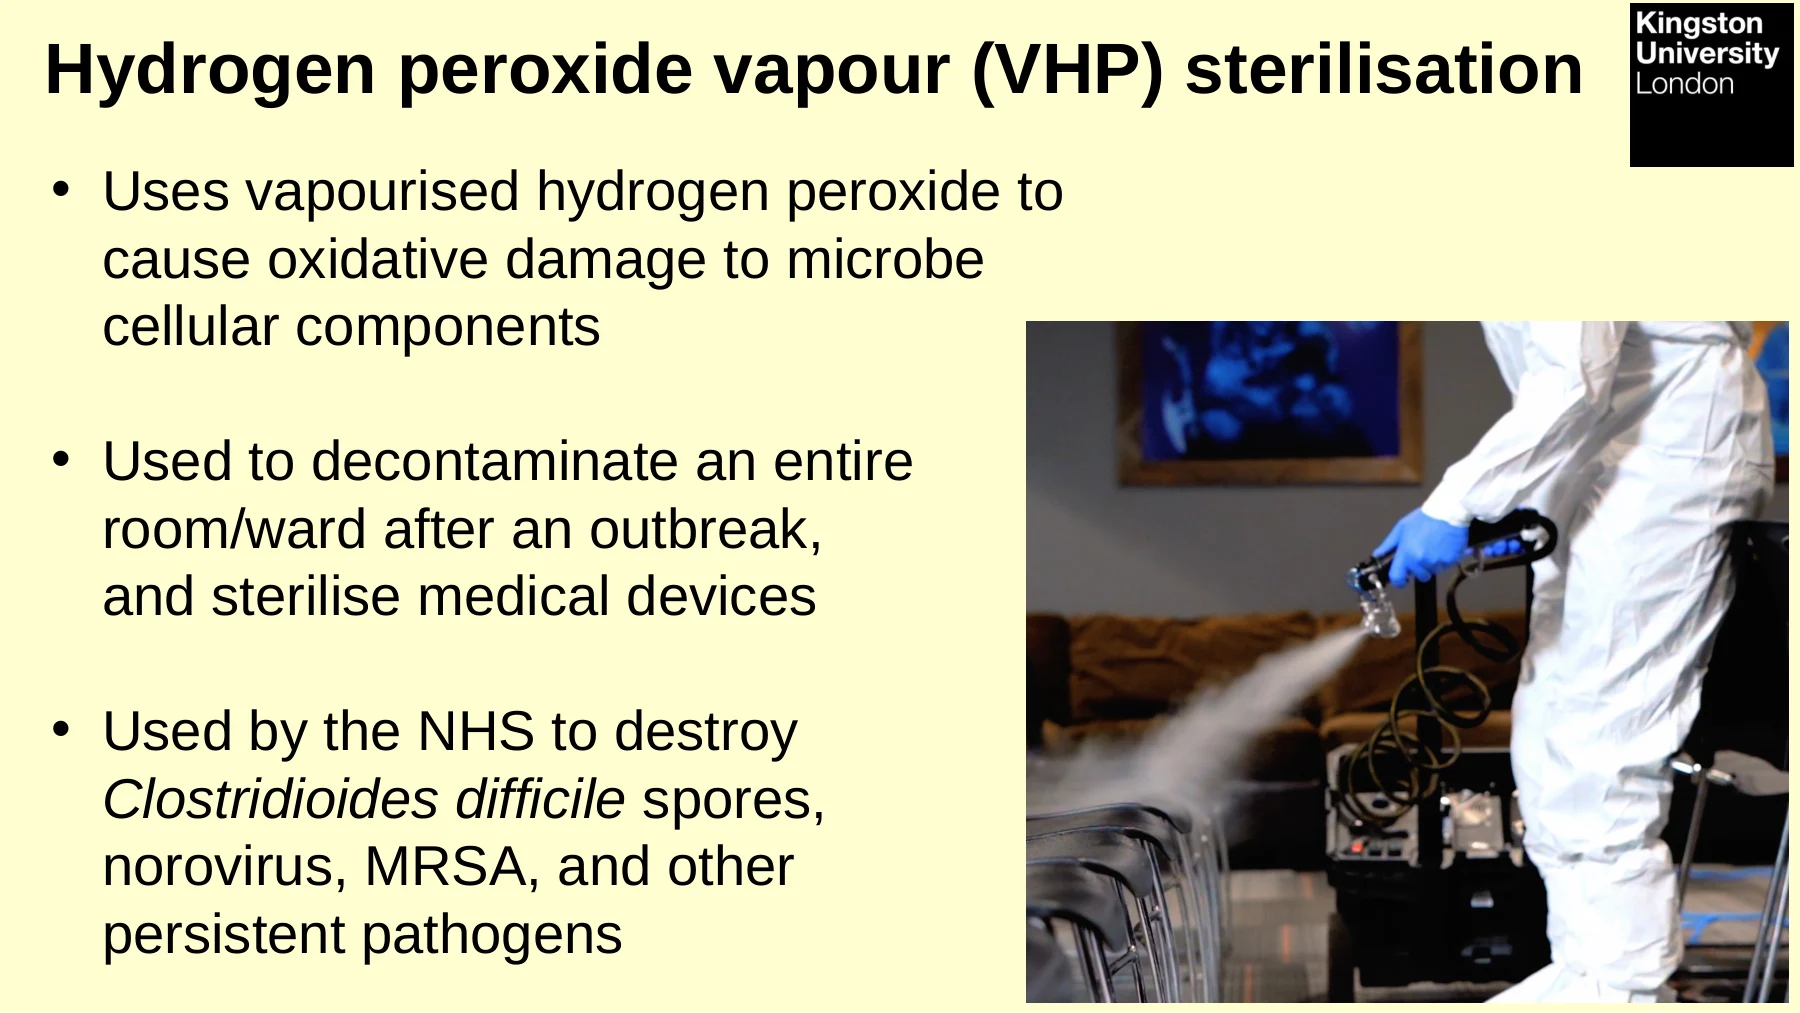 Hydrogen peroxide vapour (VHP) sterilisation
Kingston
University
London
• Uses vapourised hydrogen peroxide to
cause oxidative damage to microbe
cellular components
• Used to decontaminate an entire
room/ward after an outbreak,
and sterilise medical devices
• Used by the NHS to destroy
Clostridioides difficile spores,
norovirus, MRSA, and other
persistent pathogens